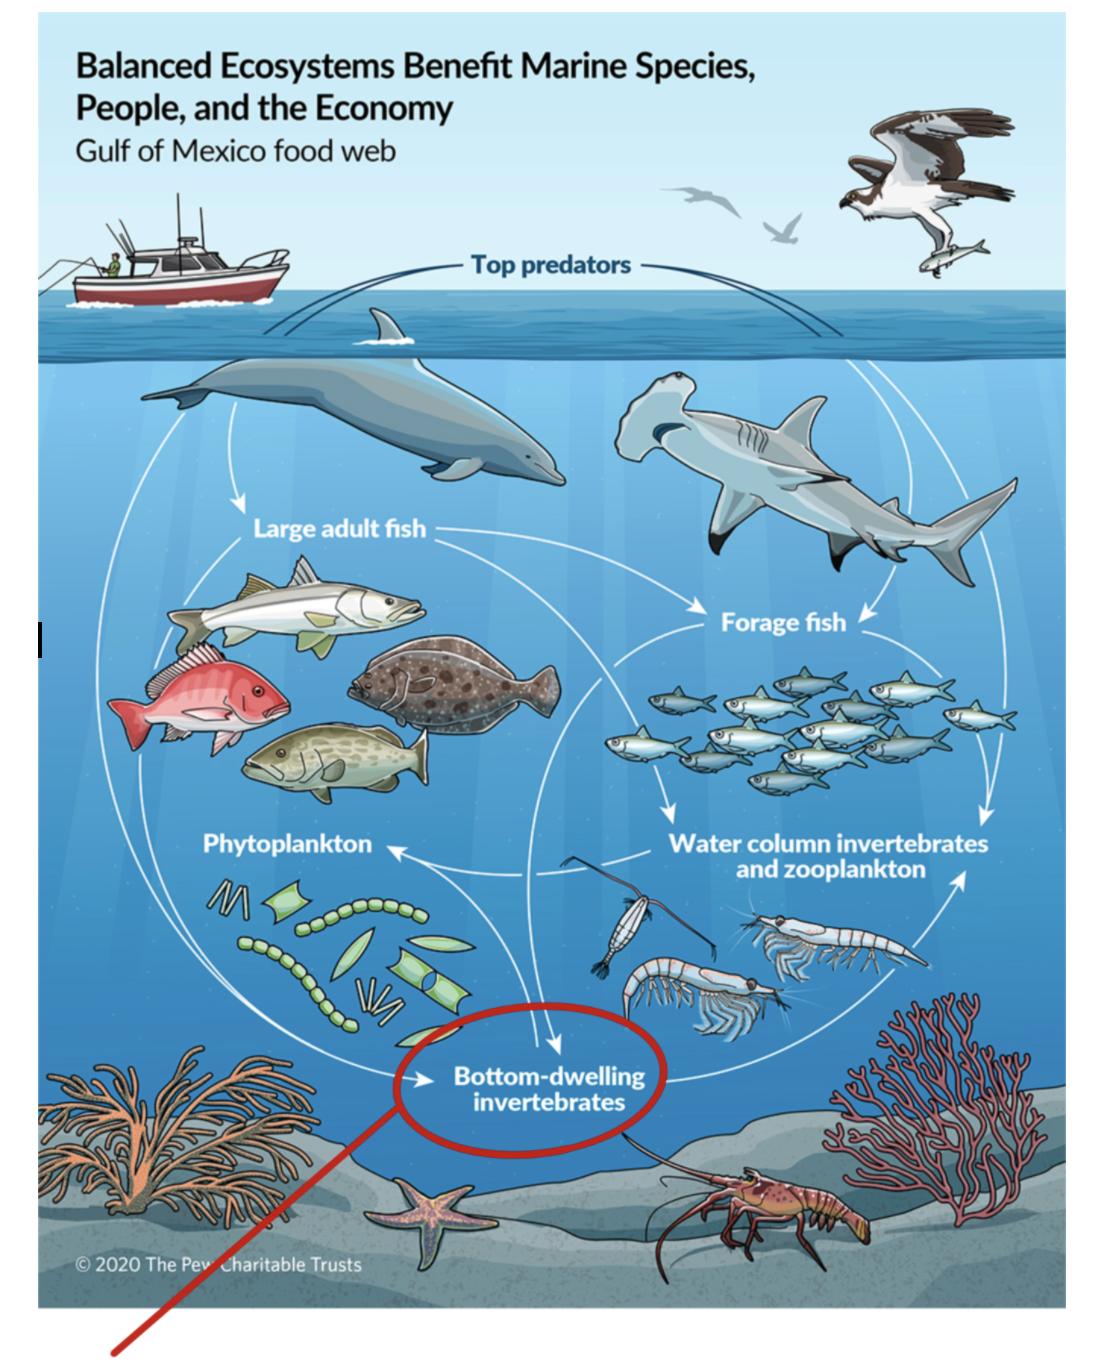 Balanced Ecosystems Benefit Marine Species,
People, and the Economy
Gulf of Mexico food web
Top predators
Large adult fish
Forage fish
Phytoplankton
Water column invertebrates
and zooplankton
Bottom-dwelling
invertebrates
© 2020 The Pew Charitable Trusts